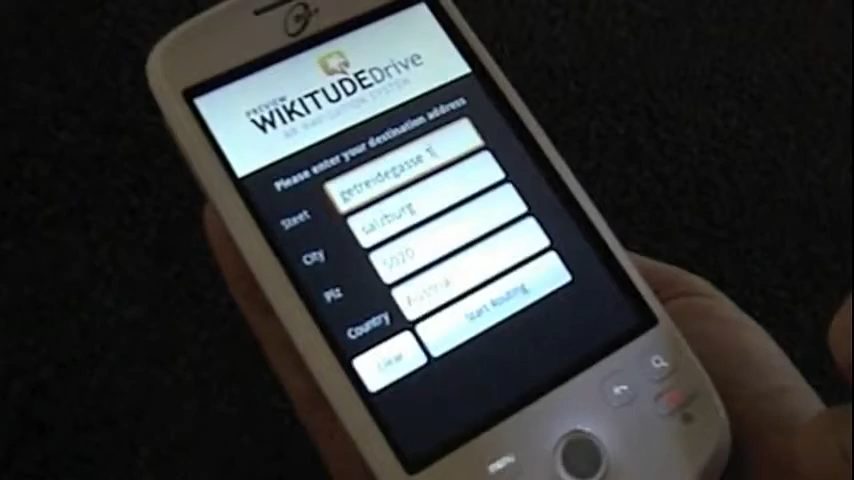 PREVIEW
WIKITUDEDrive
AR NAVIGATION SYSTEM
Please enter your destination address
Steet
getreidegasse 1
City
salzburg
Plz
5020
Country
Austria
clear
Start Routing
menu